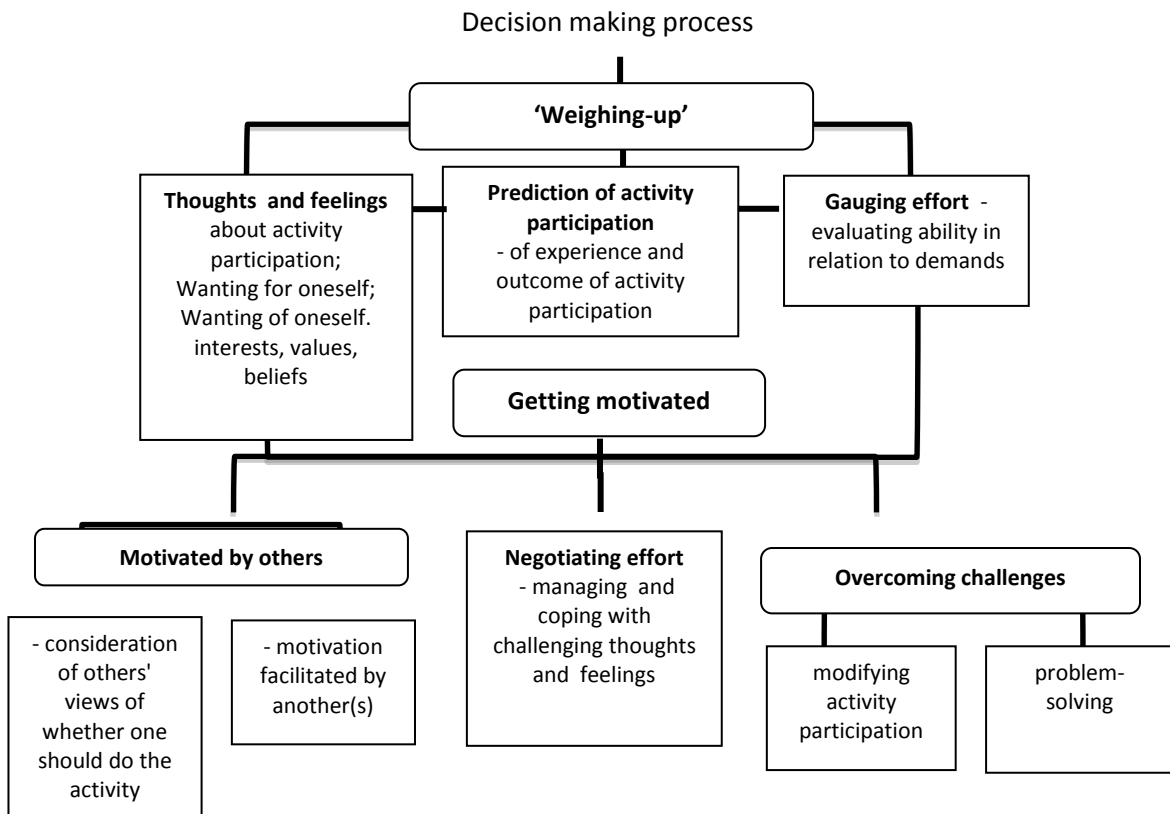 Decision making process
‘Weighing-up’
Thoughts and feelings
about activity
participation;
Wanting for oneself;
Wanting of oneself.
interests, values,
beliefs
Prediction of activity
participation
- of experience and
outcome of activity
participation
Gauging effort -
evaluating ability in
relation to demands
Getting motivated
Motivated by others
- consideration
of others'
views of
whether one
should do the
activity
- motivation
facilitated by
another(s)
Negotiating effort
- managing and
coping with
challenging thoughts
and feelings
Overcoming challenges
modifying
activity
participation
problem-
solving